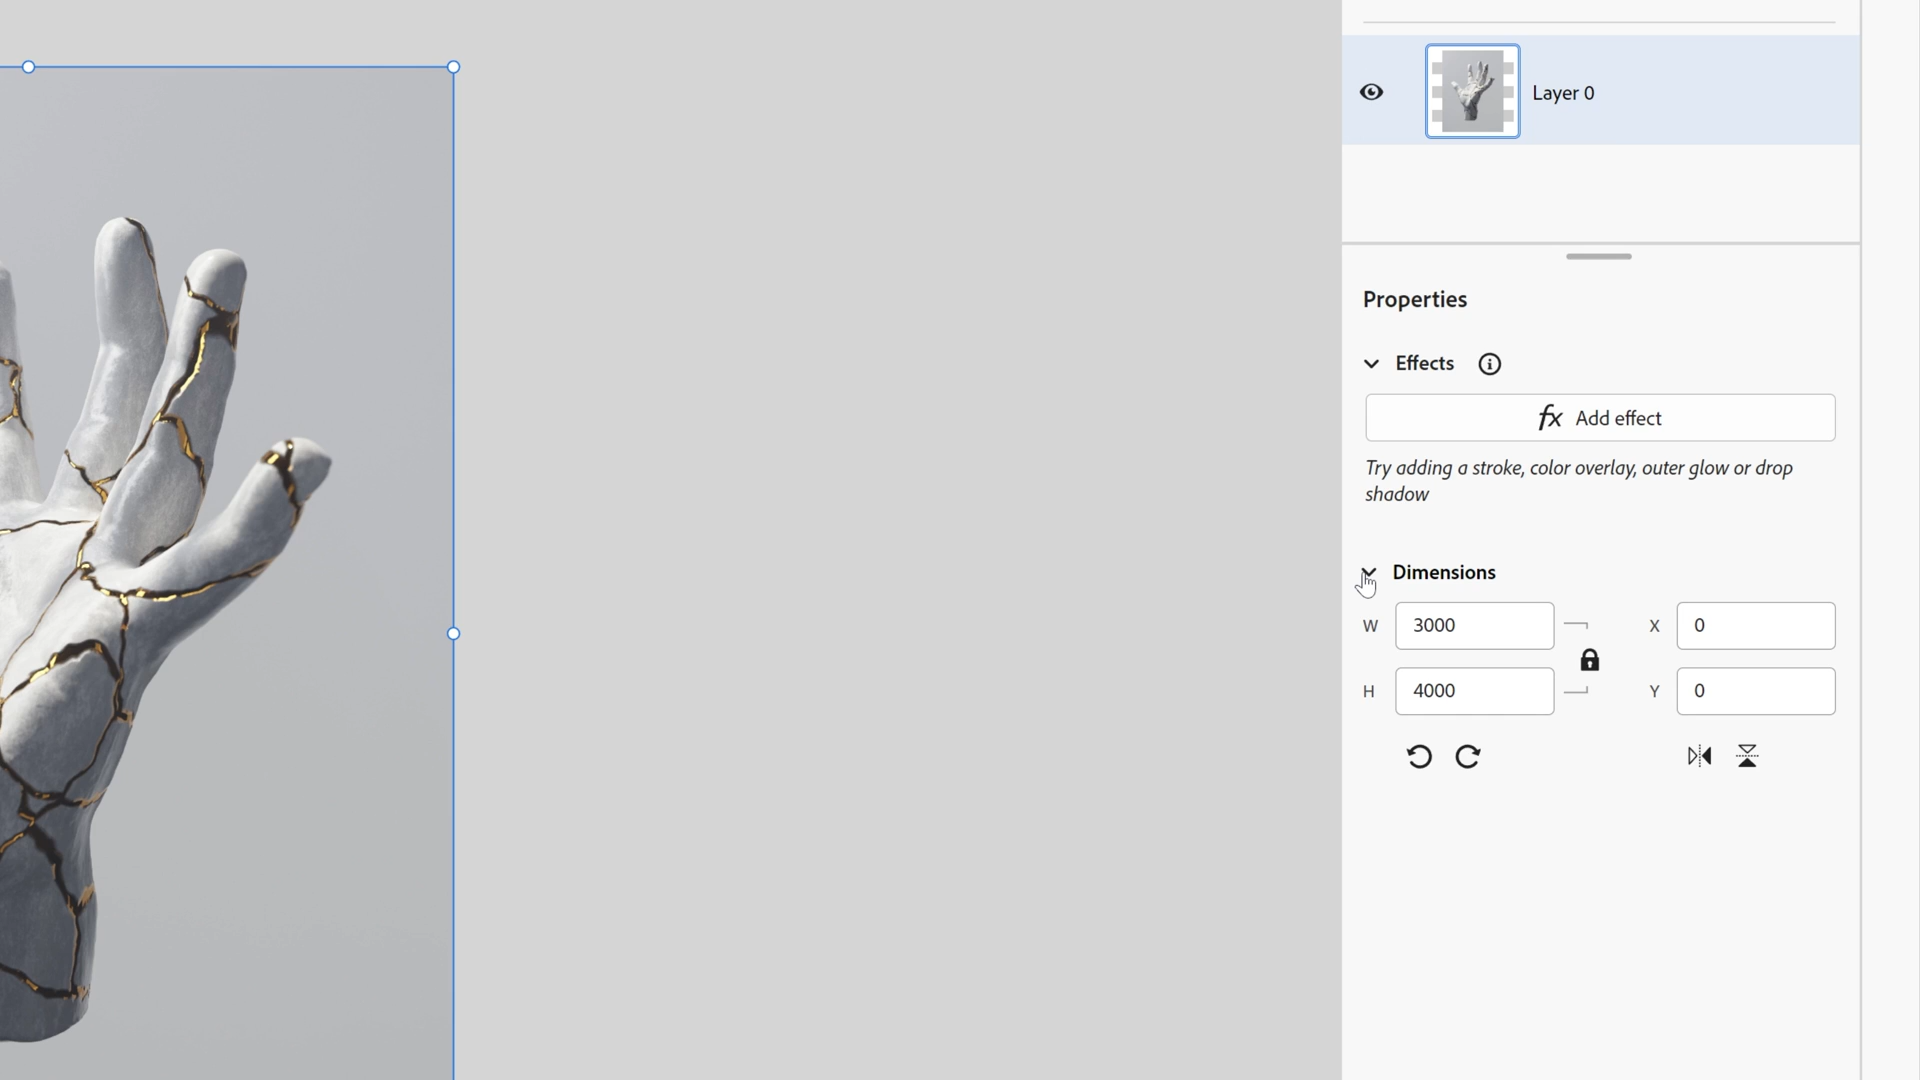 Layer 0
Properties
Effects
fx Add effect
Try adding a stroke, color overlay, outer glow or drop
shadow
Dimensions
W 3000 X 0
H 4000 Y 0